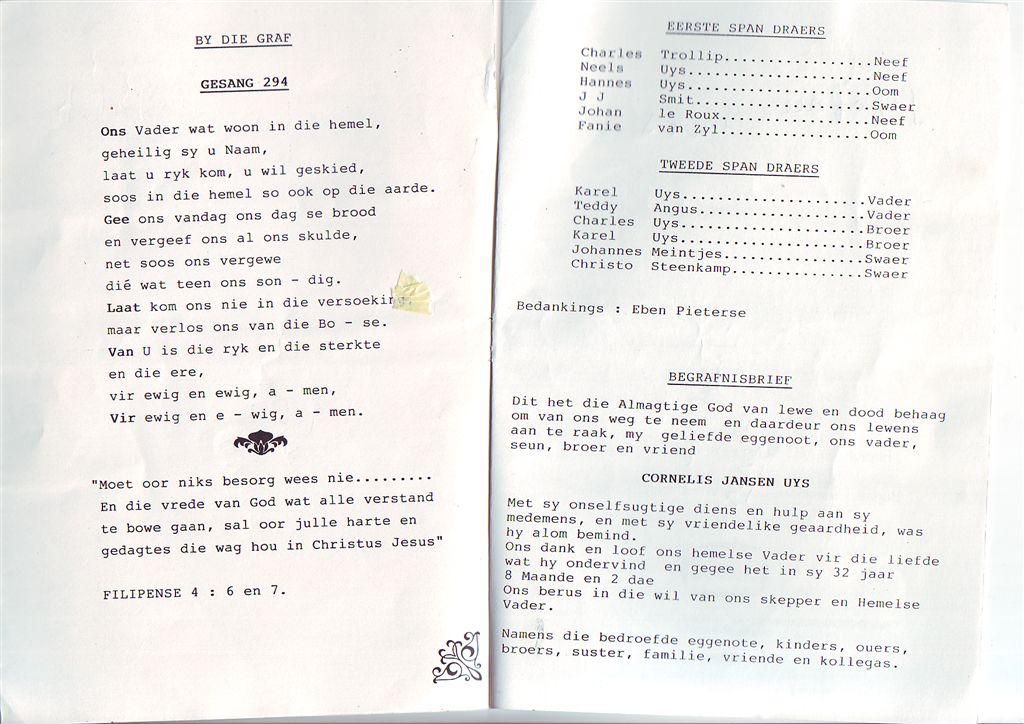 BY DIE GRAF
GESANG 294
Ons Vader wat woon in die hemel,
geheilig sy u Naam,
laat u ryk kom, u wil geskied,
soos in die hemel so ook op die aarde.
Gee ons vandag ons dag se brood
en vergeef ons al ons skulde,
net soos ons vergewe
dié wat teen ons son - dig.
Laat kom ons nie in die versoeking,
maar verlos ons van die Bo - se.
Van U is die ryk en die sterkte
en die ere,
vir ewig en ewig, a - men,
Vir ewig en e - wig, a - men.
"Moet oor niks besorg wees nie.........
En die vrede van God wat alle verstand
te bowe gaan, sal oor julle harte en
gedagtes die wag hou in Christus Jesus"
FILIPENSE 4 : 6 en 7.
EERSTE SPAN DRAERS
Charles Trollip................Neef
Neels Uys....................Neef
Hannes Uys....................Oom
J J Smit...................Swaer
Johan le Roux................Neef
Fanie van Zyl................Oom
TWEEDE SPAN DRAERS
Karel Uys....................Vader
Teddy Angus..................Vader
Charles Uys....................Broer
Karel Uys....................Broer
Johannes Meintjes...............Swaer
Christo Steenkamp..............Swaer
Bedankings : Eben Pieterse
BEGRAFNISBRIEF
Dit het die Almagtige God van lewe en dood behaag
om van ons weg te neem en daardeur ons lewens
aan te raak, my geliefde eggenoot, ons vader,
seun, broer en vriend
CORNELIS JANSEN UYS
Met sy onselfsugtige diens en hulp aan sy
medemens, en met sy vriendelike geaardheid, was
hy alom bemind.
Ons dank en loof ons hemelse Vader vir die liefde
wat hy ondervind en gegee het in sy 32 jaar
8 Maande en 2 dae
Ons berus in die wil van ons skepper en Hemelse
Vader.
Namens die bedroefde eggenote, kinders, ouers,
broers, suster, familie, vriende en kollegas.